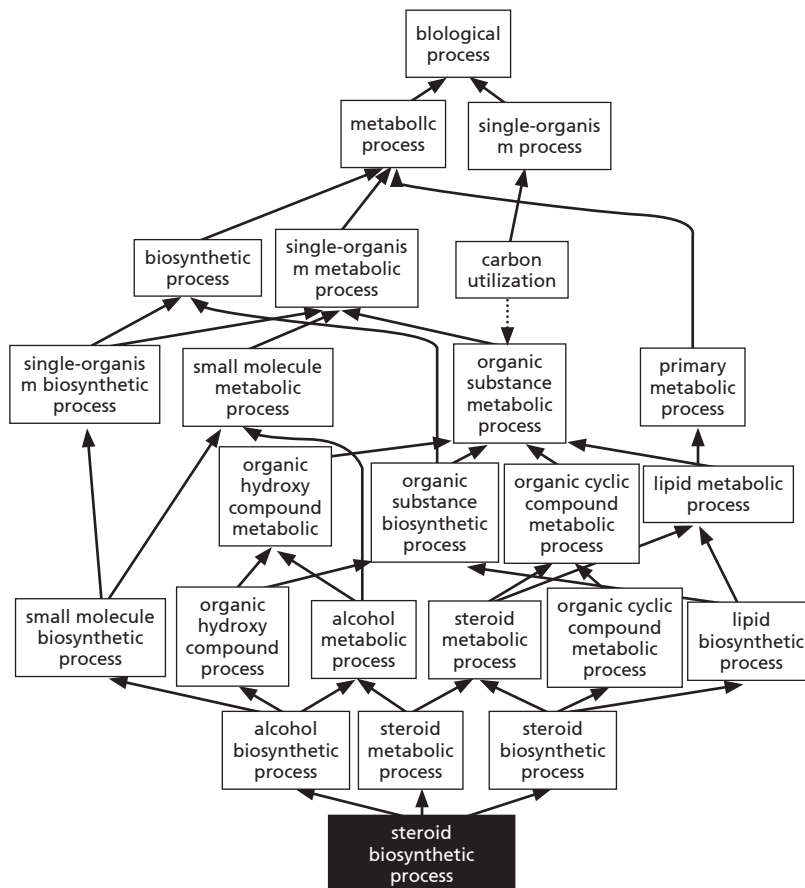 blological
process
metabollc
process
single-organis
m process
biosynthetic
process
single-organis
m metabolic
process
carbon
utilization
single-organis
m biosynthetic
process
small molecule
metabolic
process
organic
substance
metabolic
process
primary
metabolic
process
organic
hydroxy
compound
metabolic
organic
substance
biosynthetic
process
organic cyclic
compound
metabolic
process
lipid metabolic
process
small molecule
biosynthetic
process
organic
hydroxy
compound
process
alcohol
metabolic
process
steroid
metabolic
process
organic cyclic
compound
metabolic
process
lipid
biosynthetic
process
alcohol
biosynthetic
process
steroid
metabolic
process
steroid
biosynthetic
process
steroid
biosynthetic
process